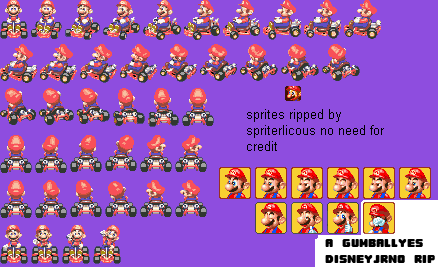 sprites ripped by
spriterlicous no need for
credit
A GUMBALLYES
DISNEYJRNO RIP